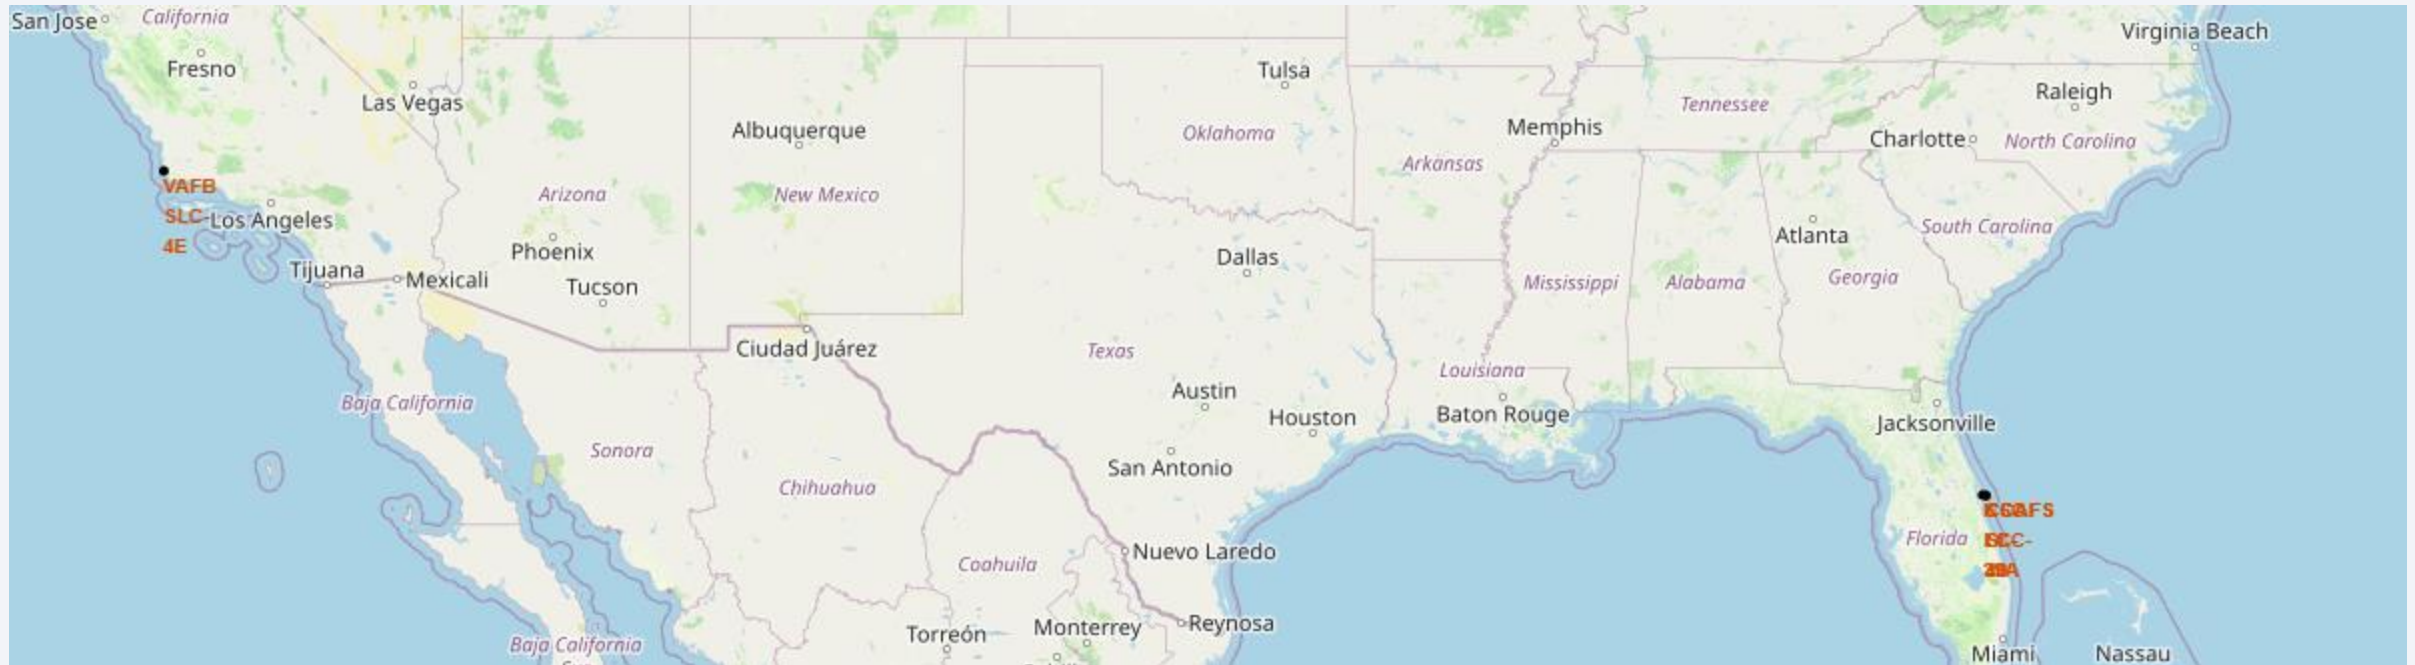 San Jose
California
Virginia Beach
Fresno
Tulsa
Las Vegas
Raleigh
Tennessee
Albuquerque
Oklahoma
Memphis
Charlotte
North Carolina
Arkansas
VAFB
SLC-
4E
Arizona
New Mexico
Los Angeles
South Carolina
Atlanta
Phoenix
Dallas
Tijuana
Mexicali
Tucson
Mississippi
Alabama
Georgia
Ciudad Juárez
Texas
Louisiana
Baja California
Austin
Houston
Baton Rouge
Jacksonville
Sonora
San Antonio
Chihuahua
Florida
Nuevo Laredo
Coahuila
Reynosa
Torreón
Monterrey
Baja California
Miami
Nassau